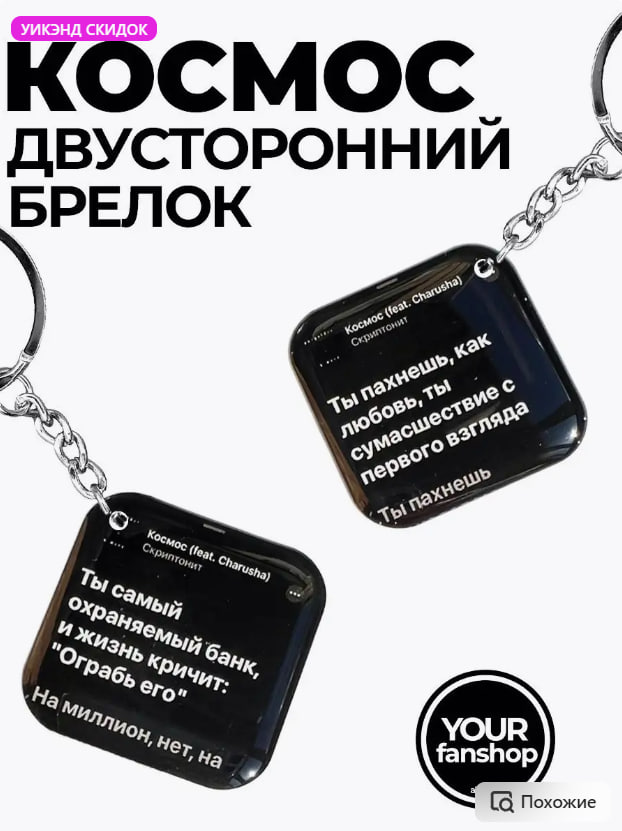 УИКЭНД СКИДОК
КОСМОС
ДВУСТОРОННИЙ
БРЕЛОК
Космос (feat. Charusha)
Скриптонит
Ты пахнешь, как
любовь, ты
сумасшествие с
первого взгляда
Ты пахнешь
Космос (feat. Charusha)
Скриптонит
Ты самый
охраняемый банк,
и жизнь кричит:
"Ограбь его"
На миллион, нет, на
YOUR
fanshop
Похожие